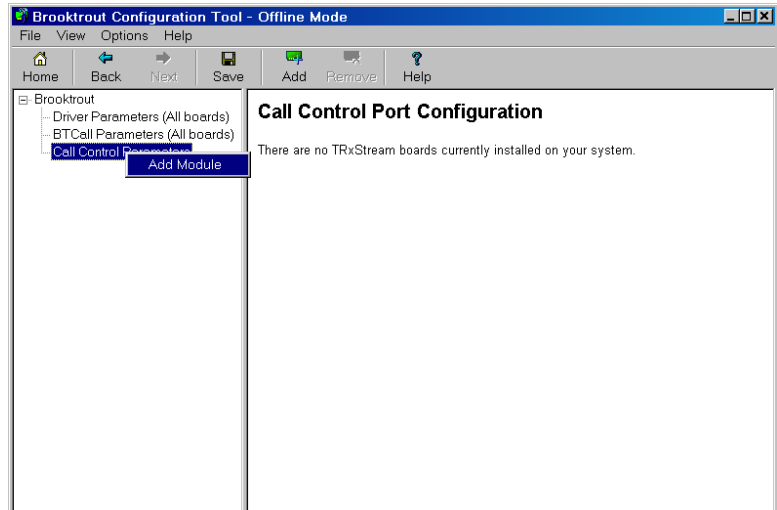 Brooktrout Configuration Tool - Offline Mode
File View Options Help
Home Back Next Save Add Remove Help
Brooktrout
Driver Parameters (All boards)
BTCall Parameters (All boards)
Call Control Parameters
Add Module
Call Control Port Configuration
There are no TRxStream boards currently installed on your system.